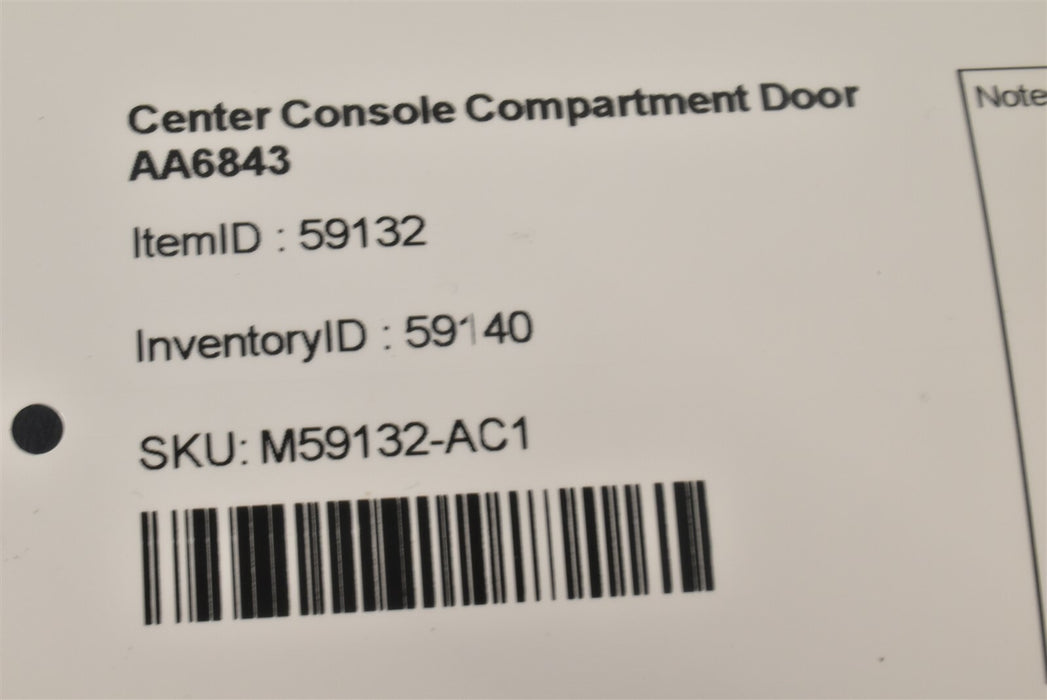 Center Console Compartment Door
AA6843
ItemID : 59132
InventoryID : 59140
SKU: M59132-AC1
Note